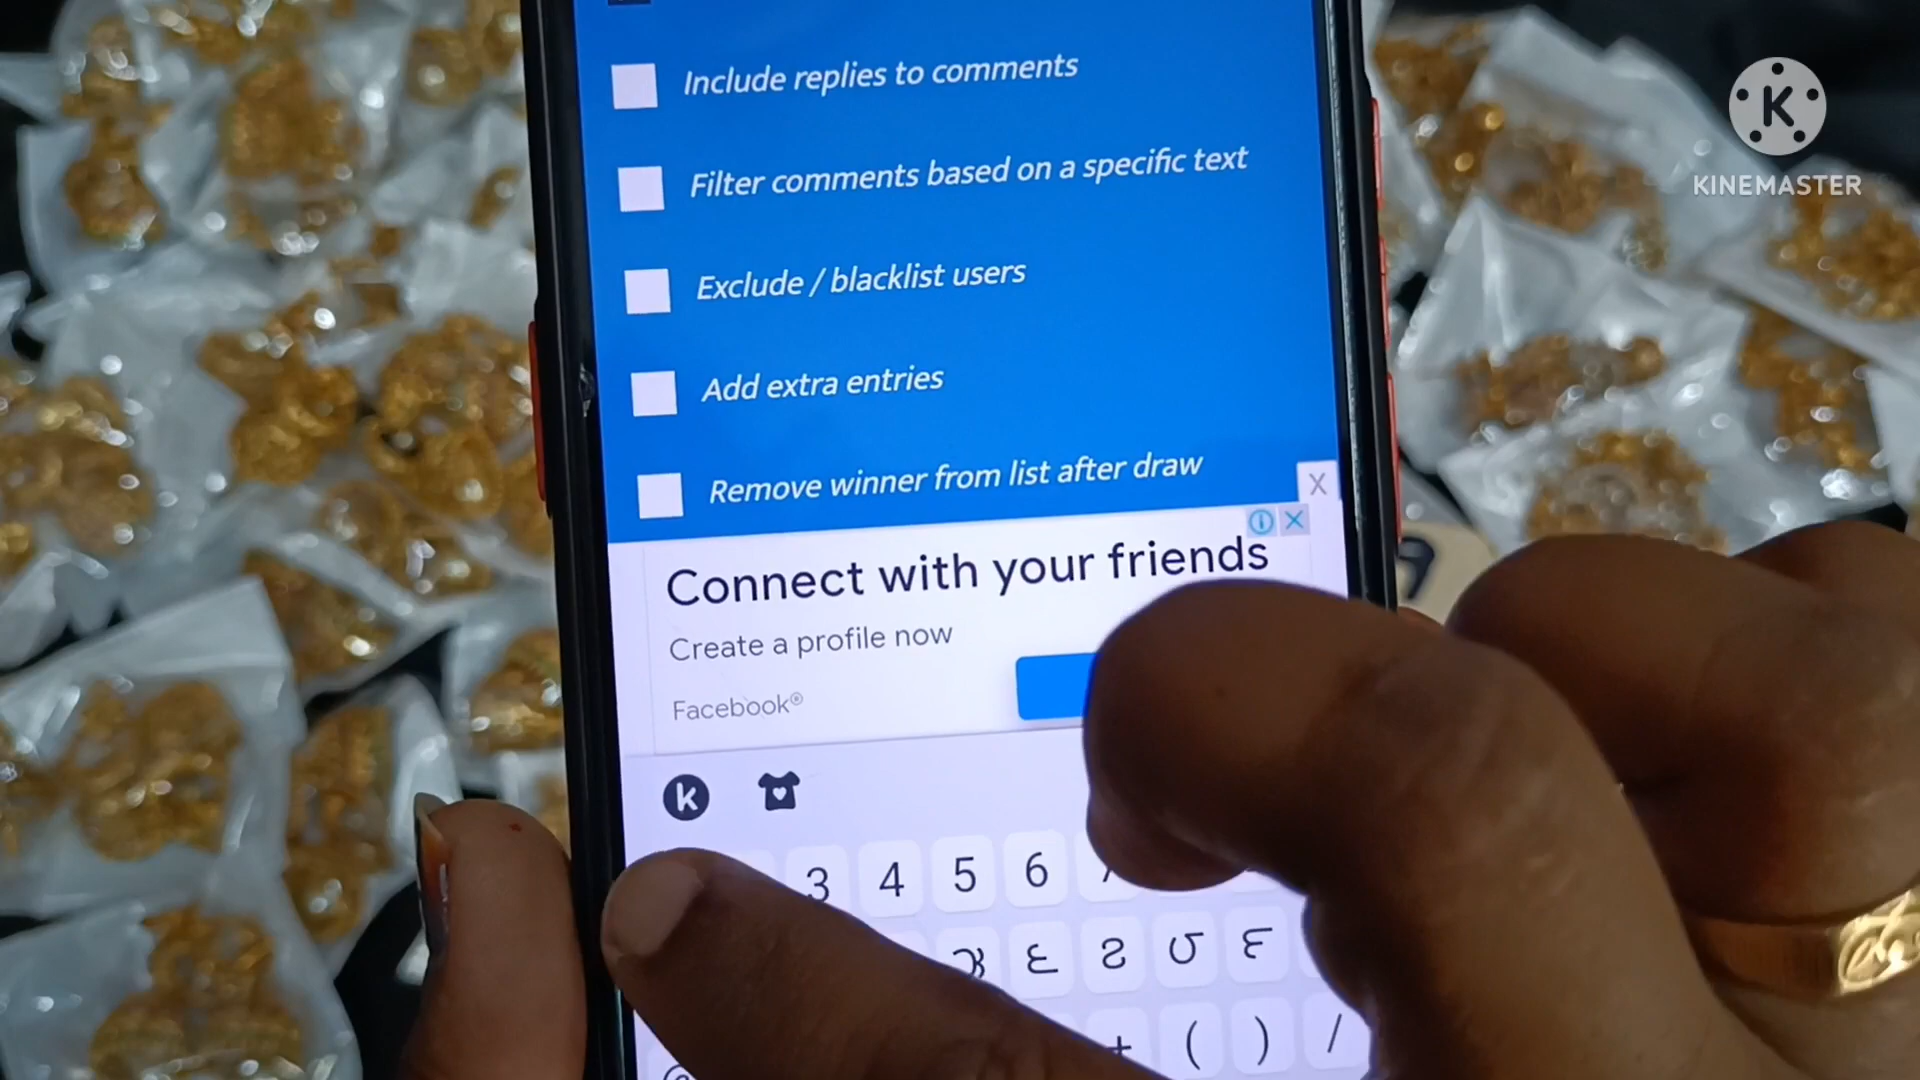 Include replies to comments
KINEMASTER
Filter comments based on a specific text
Exclude / blacklist users
Add extra entries
Remove winner from list after draw
X
Connect with your friends
Create a profile now
Facebook®
k
3 4 5 6
+ ( ) /